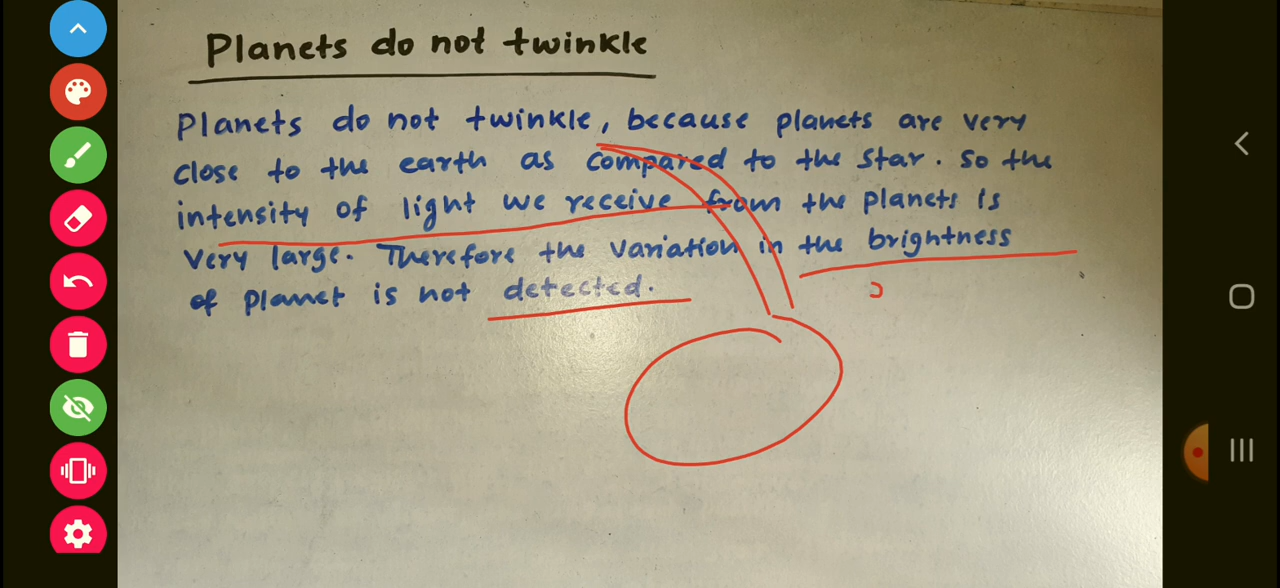 Planets do not twinkle
Planets do not twinkle, because planets are very
close to the earth as compared to the star. So the
intensity of light we receive from the planets is
very large. Therefore the variation in the brightness
of planet is not detected.